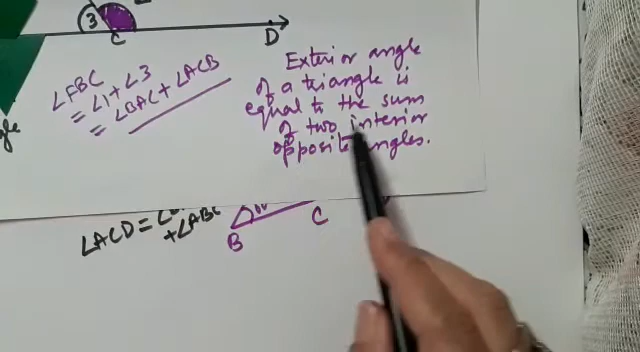 3
C
D
∠FBC
= ∠1 + ∠3
= ∠BAC + ∠ACB
Exterior angle
of a triangle is
equal to the sum
of two interior
opposite angles.
∠ACD =
+∠ABC
B
C